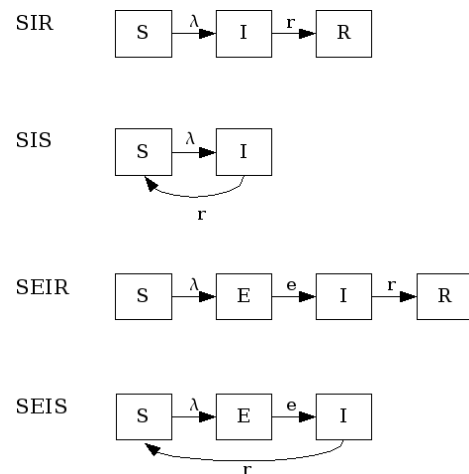 SIR S λ I r R
SIS S λ I
r
SEIR S λ E e I r R
SEIS S λ E e I
r